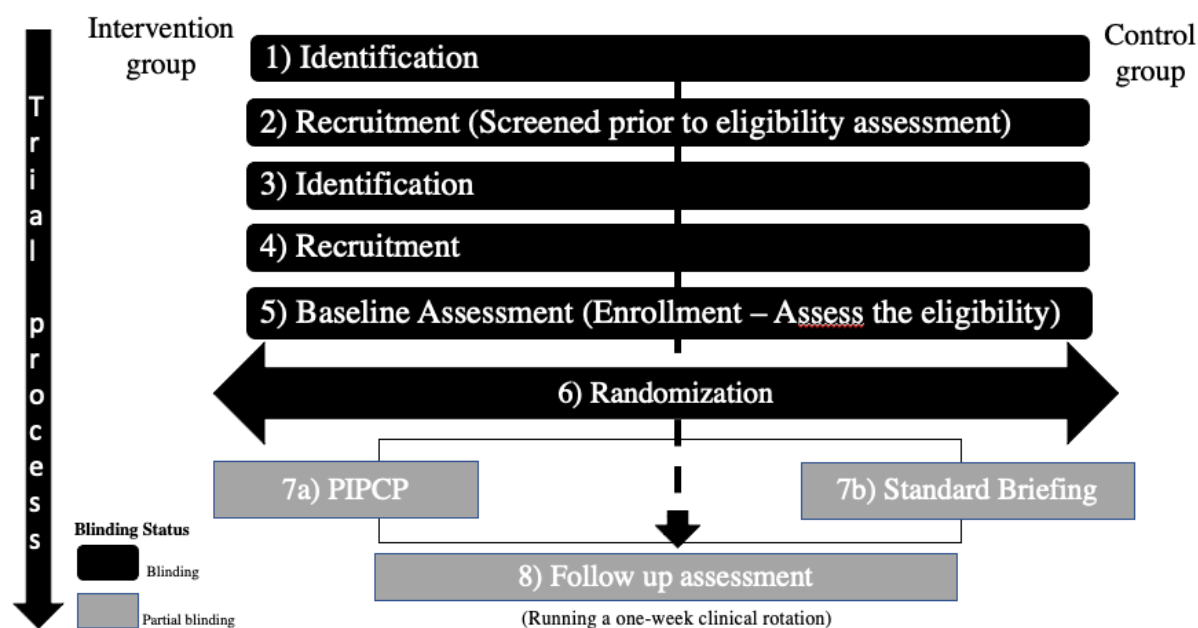 Intervention
group
Control
group
1) Identification
2) Recruitment (Screened prior to eligibility assessment)
3) Identification
4) Recruitment
5) Baseline Assessment (Enrollment – Assess the eligibility)
6) Randomization
7a) PIPCP
7b) Standard Briefing
8) Follow up assessment
(Running a one-week clinical rotation)
Trial process
Blinding Status
Blinding
Partial blinding